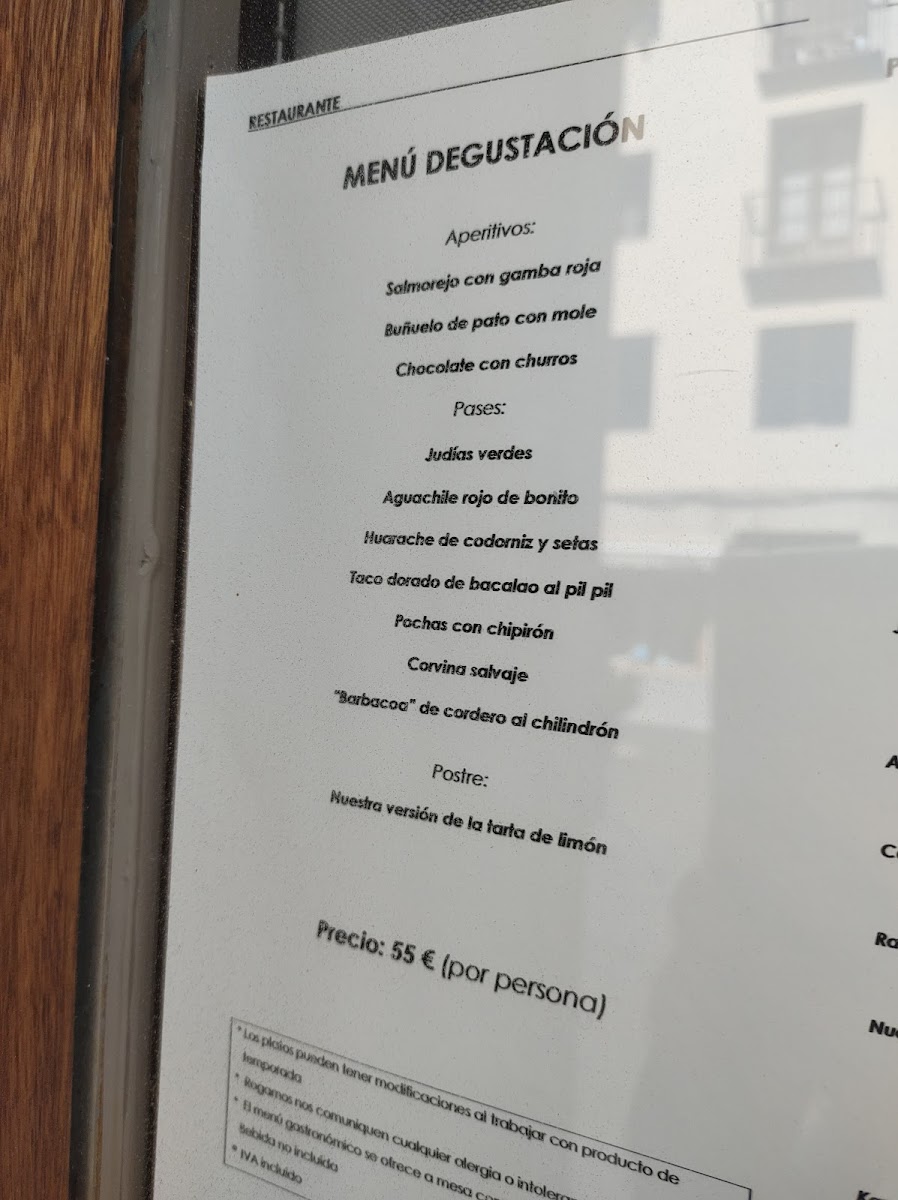 RESTAURANTE
MENÚ DEGUSTACIÓN
Aperitivos:
Salmorejo con gamba roja
Buñuelo de pato con mole
Chocolate con churros
Pases:
Judías verdes
Aguachile rojo de bonito
Huarache de codorniz y setas
Taco dorado de bacalao al pil pil
Pochas con chipirón
Corvina salvaje
"Barbacoa" de cordero al chilindrón
Postre:
Nuestra versión de la tarta de limón
Precio: 55 € (por persona)
* Los platos pueden tener modificaciones al trabajar con producto de
temporada
* Rogamos nos comuniquen cualquier alergia o
* El menú gastronómico se ofrece a mesa
Bebida no incluida
* IVA incluido